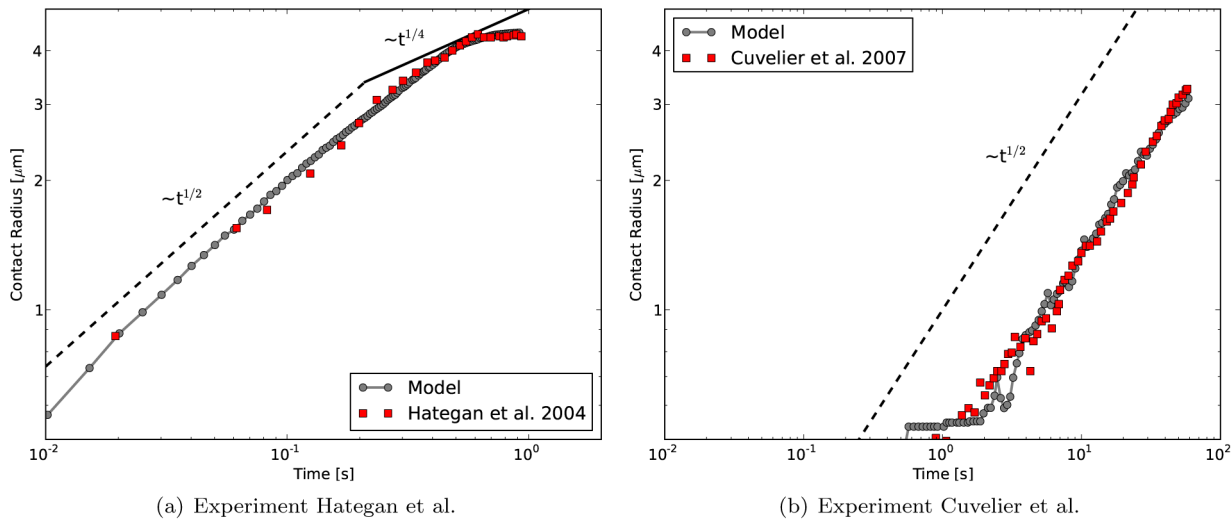 4
3
2
1
Contact Radius [μm]
~t^{1/4}
~t^{1/2}
Model
Hategan et al. 2004
10^{-2}
10^{-1}
10^{0}
Time [s]
(a) Experiment Hategan et al.
4
3
2
1
Contact Radius [μm]
Model
Cuvelier et al. 2007
~t^{1/2}
10^{-2}
10^{-1}
10^{0}
10^{1}
10^{2}
Time [s]
(b) Experiment Cuvelier et al.